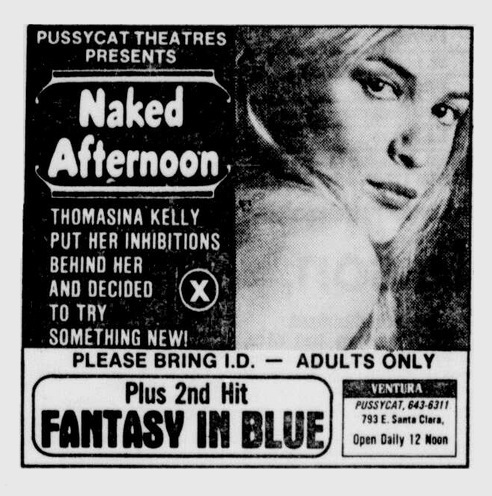 PUSSYCAT THEATRES
PRESENTS
Naked
Afternoon
THOMASINA KELLY
PUT HER INHIBITIONS
BEHIND HER
AND DECIDED
TO TRY
SOMETHING NEW!
X
PLEASE BRING I.D. — ADULTS ONLY
Plus 2nd Hit
FANTASY IN BLUE
VENTURA
PUSSYCAT, 643-6311
793 E. Santa Clara,
Open Daily 12 Noon